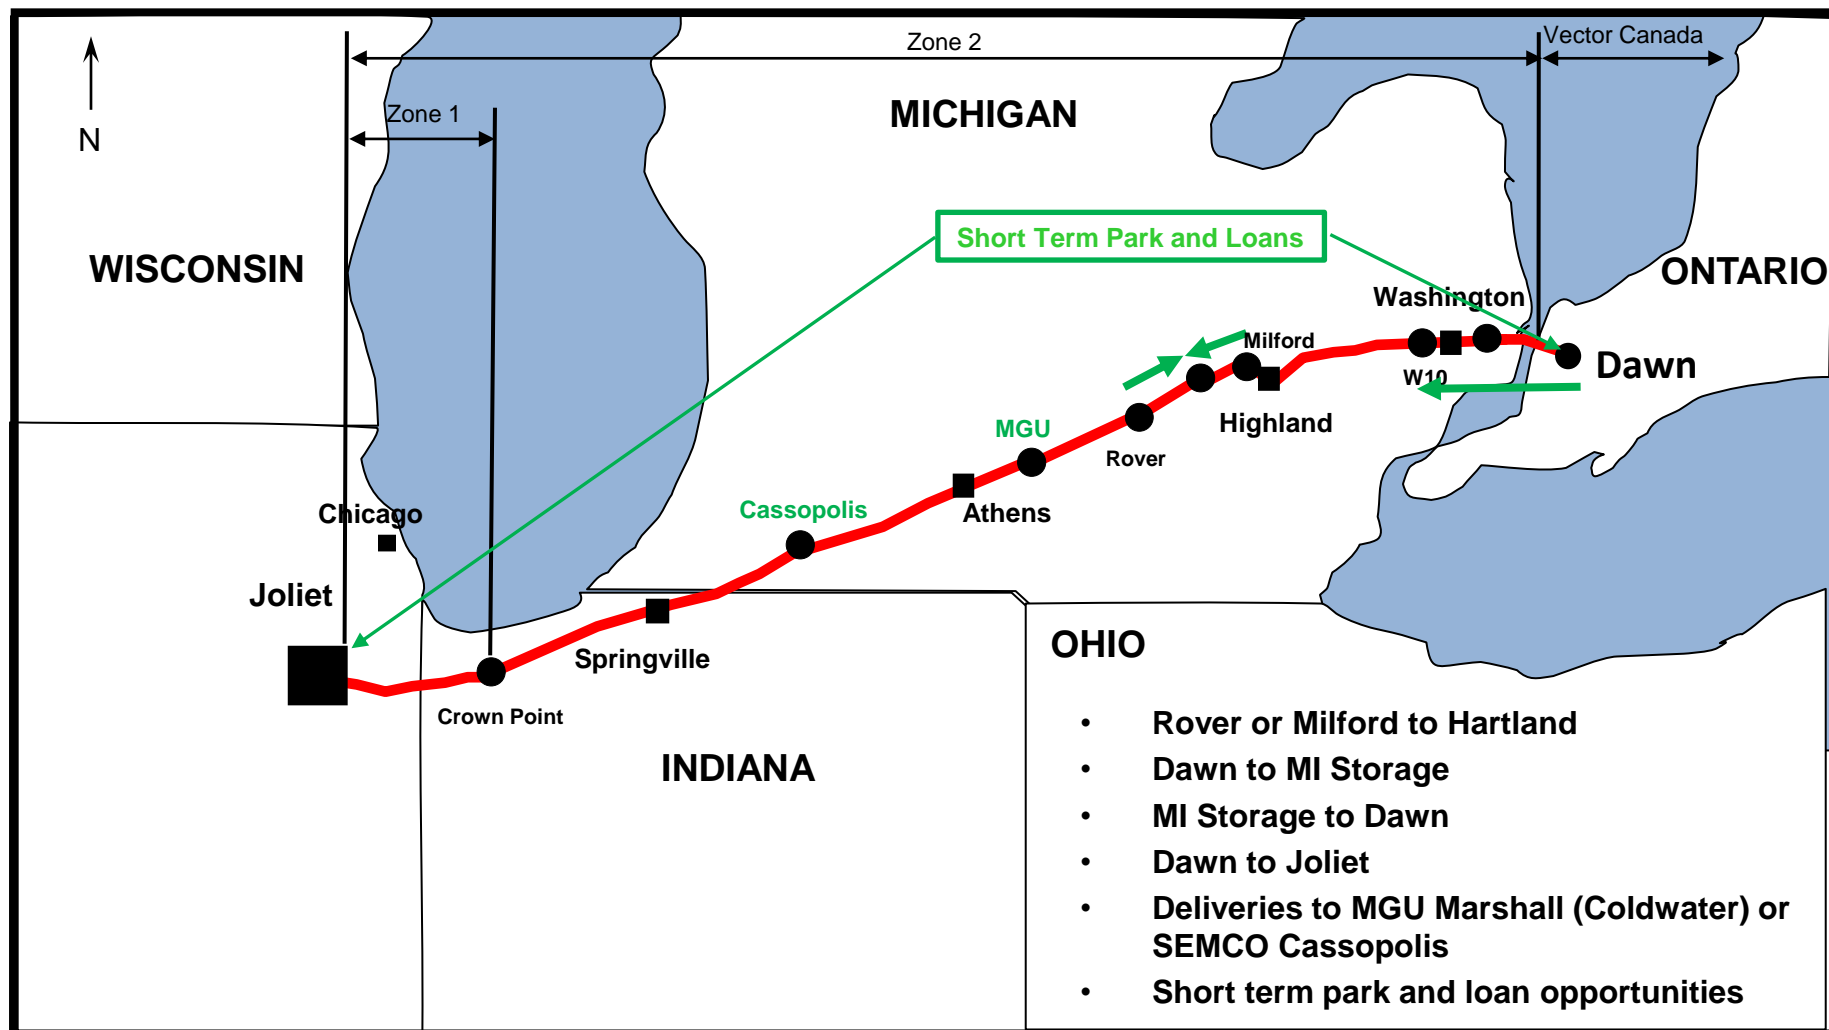 Zone 2
Vector Canada
Zone 1
MICHIGAN
N
Short Term Park and Loans
WISCONSIN
ONTARIO
Washington
Milford
Dawn
W10
Highland
MGU
Rover
Cassopolis
Athens
Chicago
Joliet
OHIO
Springville
Crown Point
INDIANA
• Rover or Milford to Hartland
• Dawn to MI Storage
• MI Storage to Dawn
• Dawn to Joliet
• Deliveries to MGU Marshall (Coldwater) or
SEMCO Cassopolis
• Short term park and loan opportunities